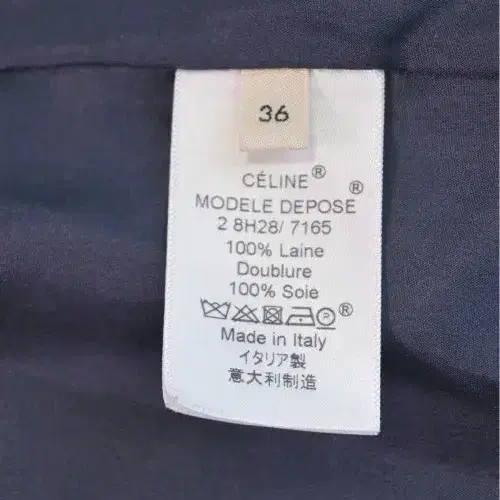 36
CÉLINE®
MODELE DEPOSE®
2 8H28/ 7165
100% Laine
Doublure
100% Soie
P®
Made in Italy
イタリア製
意大利制造